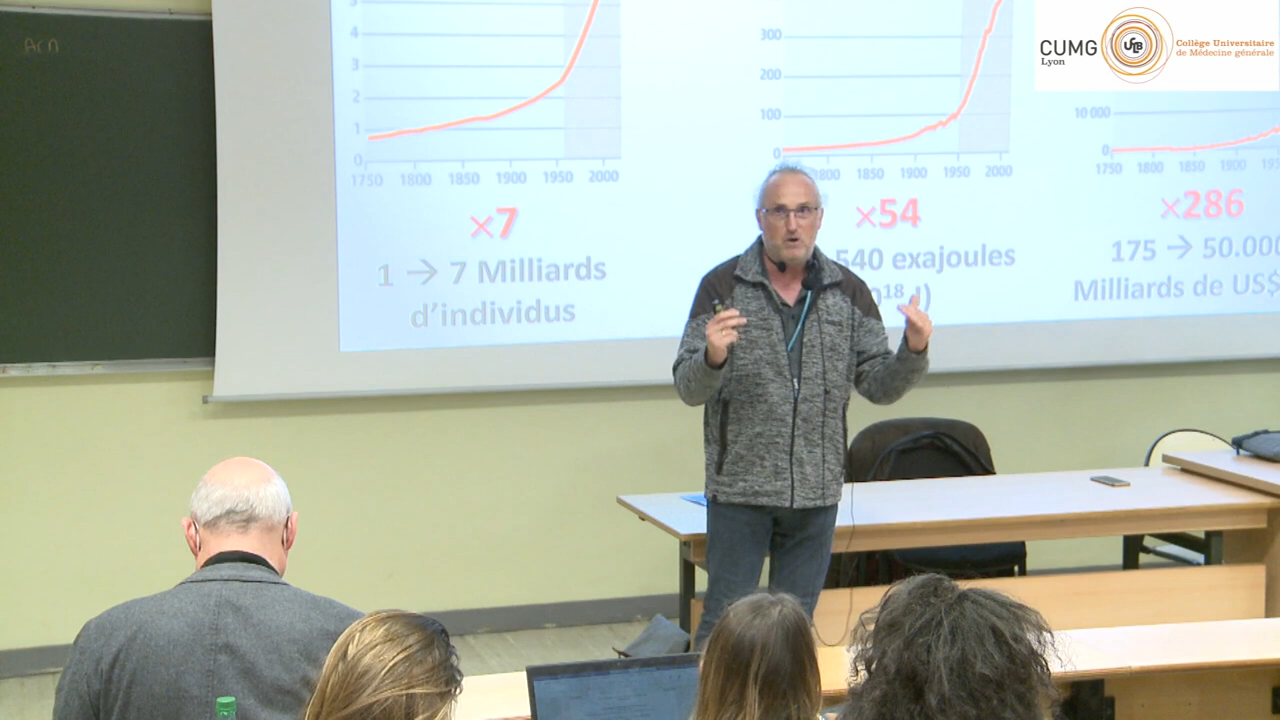 Acn
5
4
3
2
1
0
1750 1800 1850 1900 1950 2000
×7
1 → 7 Milliards
d'individus
300
200
100
0
1800 1850 1900 1950 2000
×54
540 exajoules
10 000
0
1750 1800 1850 1900
×286
175 → 50.000
Milliards de US$
CUMG
Lyon
Collège Universitaire
de Médecine générale